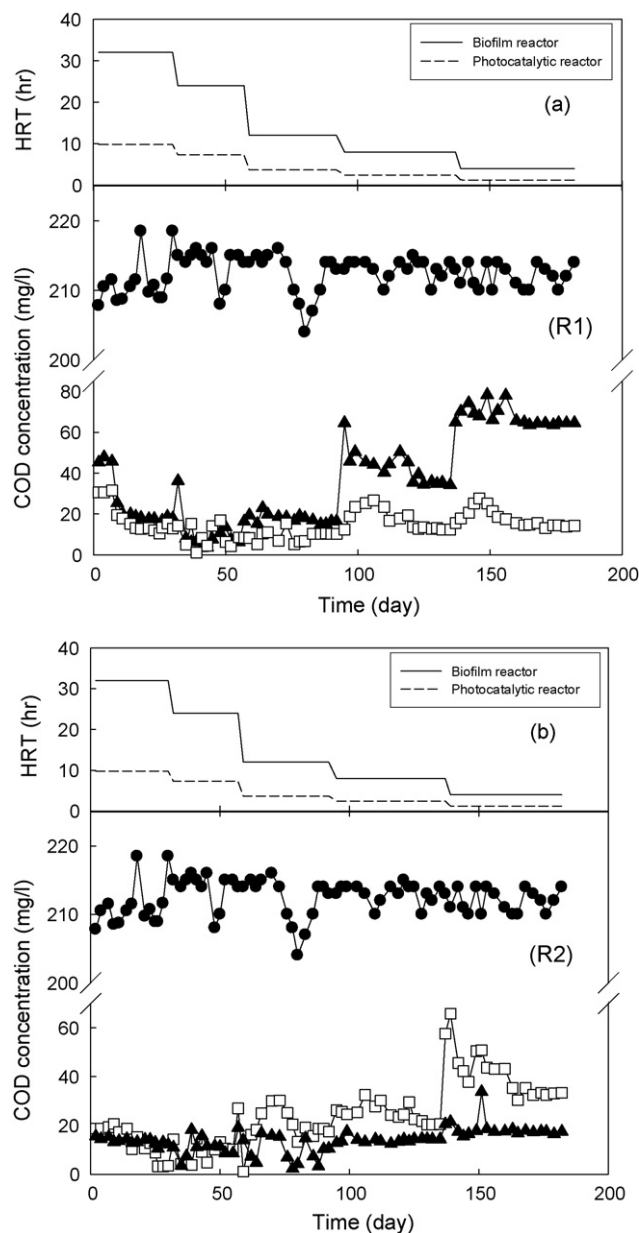 40
30
20
10
0
HRT (hr)
Biofilm reactor
Photocatalytic reactor
(a)
220
210
200
80
60
40
20
0
COD concentration (mg/l)
(R1)
0 50 100 150 200
Time (day)
40
30
20
10
0
HRT (hr)
Biofilm reactor
Photocatalytic reactor
(b)
220
210
200
60
40
20
0
COD concentration (mg/l)
(R2)
0 50 100 150 200
Time (day)